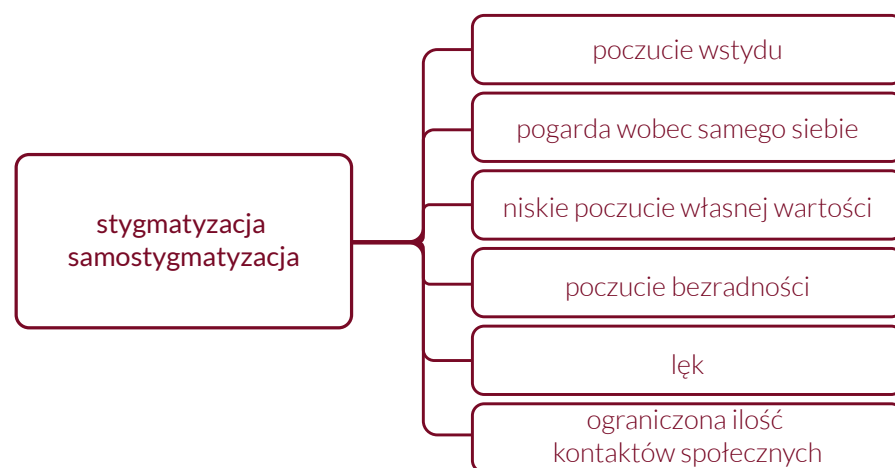 stygmatyzacja
samostygmatyzacja
poczucie wstydu
pogarda wobec samego siebie
niskie poczucie własnej wartości
poczucie bezradności
lęk
ograniczona ilość
kontaktów społecznych